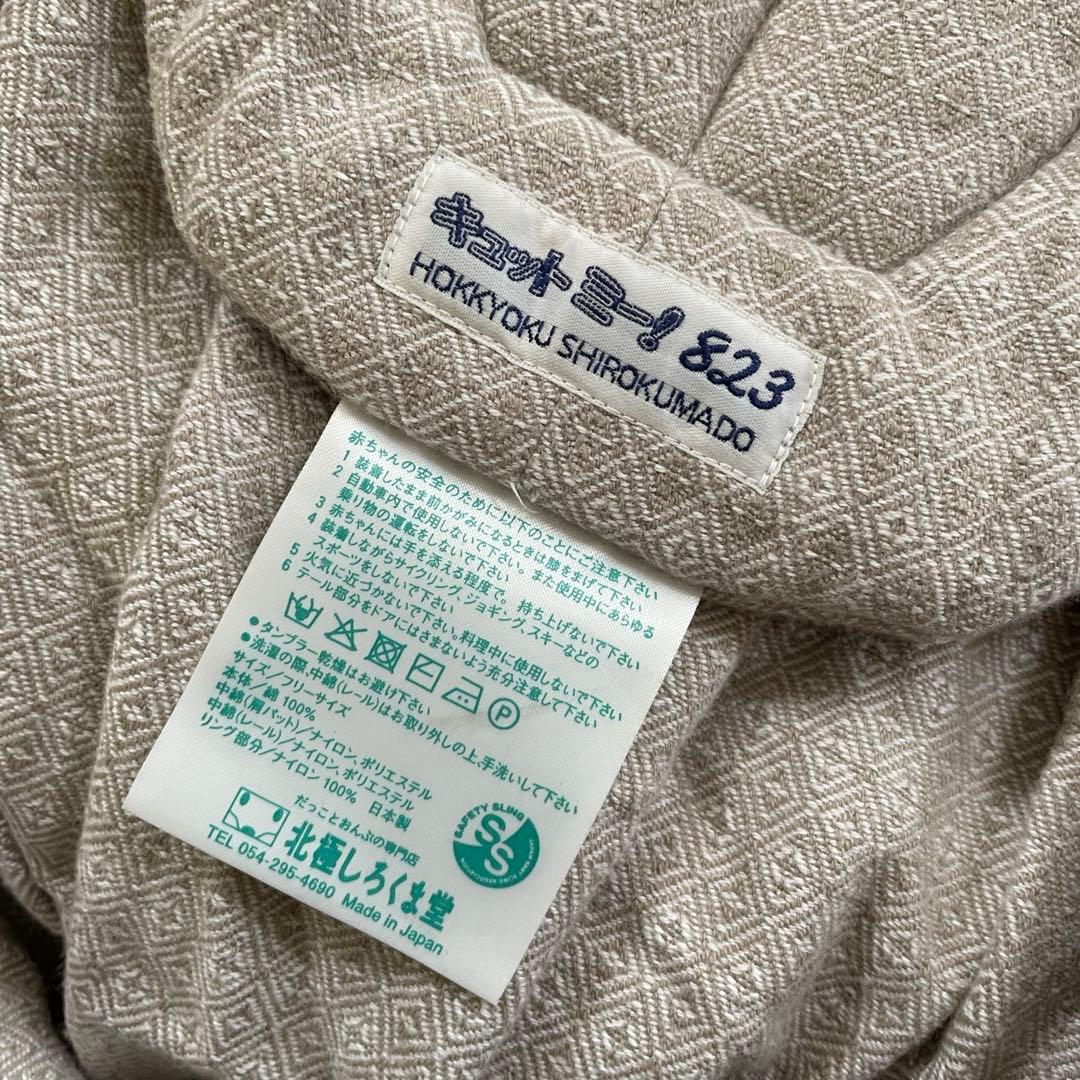 キュット ミー! 823
HOKKYOKU SHIROKUMADO
赤ちゃんの安全のために以下のことにご注意下さい
1 装着したまま前かがみになるときは膝をまげて下さい
2 自動車内で使用しないで下さい、また使用中にあらゆる
乗り物の運転をしないで下さい
3 赤ちゃんには手を添える程度で。持ち上げないで下さい
4 装着しながらサイクリング、ジョギング、スキーなどの
スポーツをしないで下さい
5 火気に近づかないで下さい。料理中に使用しないで下さい
6 テール部分をドアにはさまないよう充分注意して下さい
P
●タンブラー乾燥はお避け下さい
●洗濯の際、中綿(レール)はお取り外しの上、手洗いして下さい
サイズ/フリーサイズ
本体/綿 100%
中綿(肩パット)/ナイロン、ポリエステル
中綿(レール)/ナイロン、ポリエステル
リング部分/ナイロン 100% 日本製
だっことおんぶの専門店
北極しろくま堂
TEL 054-295-4690 Made in Japan
SAFETY SLING
SS